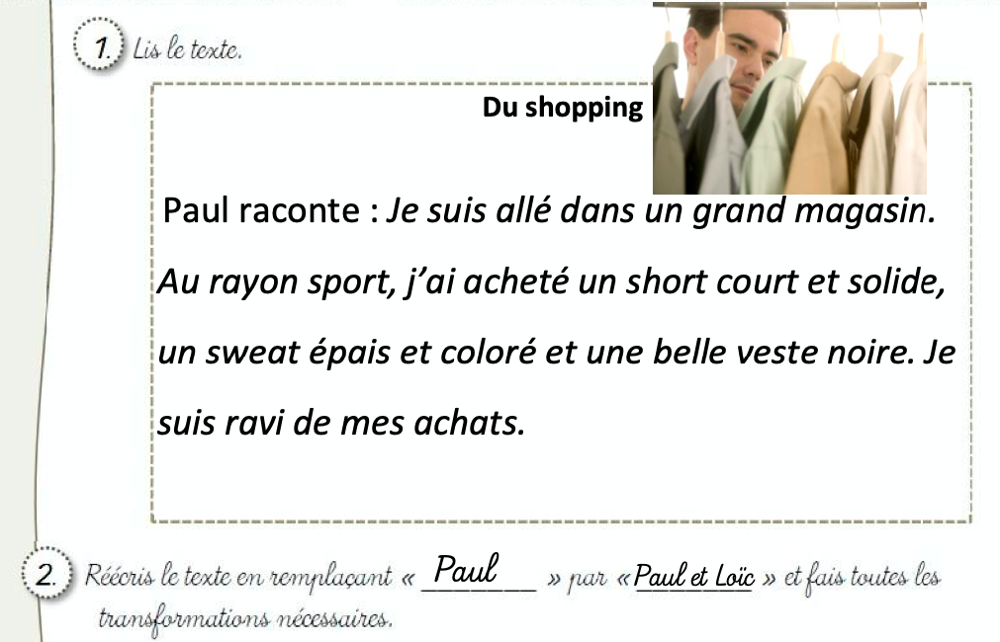 1. Lis le texte.
Du shopping
Paul raconte : Je suis allé dans un grand magasin.
Au rayon sport, j’ai acheté un short court et solide,
un sweat épais et coloré et une belle veste noire. Je
suis ravi de mes achats.
2. Réécris le texte en remplaçant « Paul » par « Paul et Loïc » et fais toutes les
transformations nécessaires.